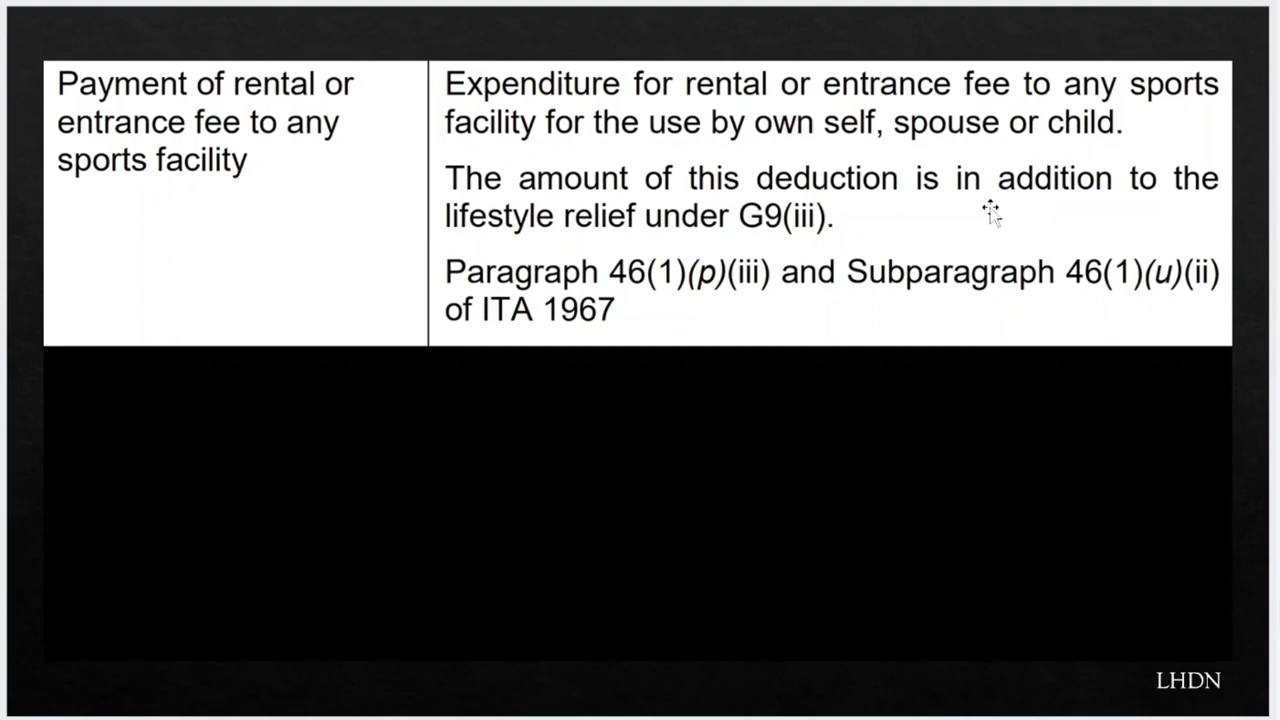 Payment of rental or
entrance fee to any
sports facility
Expenditure for rental or entrance fee to any sports
facility for the use by own self, spouse or child.
The amount of this deduction is in addition to the
lifestyle relief under G9(iii).
Paragraph 46(1)(p)(iii) and Subparagraph 46(1)(u)(ii)
of ITA 1967
LHDN